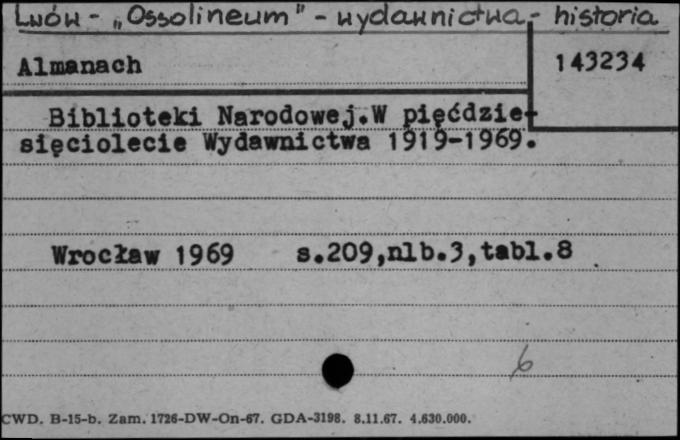 Lwów - „Ossolineum" - wydawnictwa - historia
Almanach
143234
Biblioteki Narodowej.W pięćdzie-
sięciolecie Wydawnictwa 1919-1969.
Wrocław 1969 s.209,nlb.3,tabl.8
6
CWD. B-15-b. Zam. 1726-DW-On-67. GDA-3198. 8.11.67. 4.630.000.